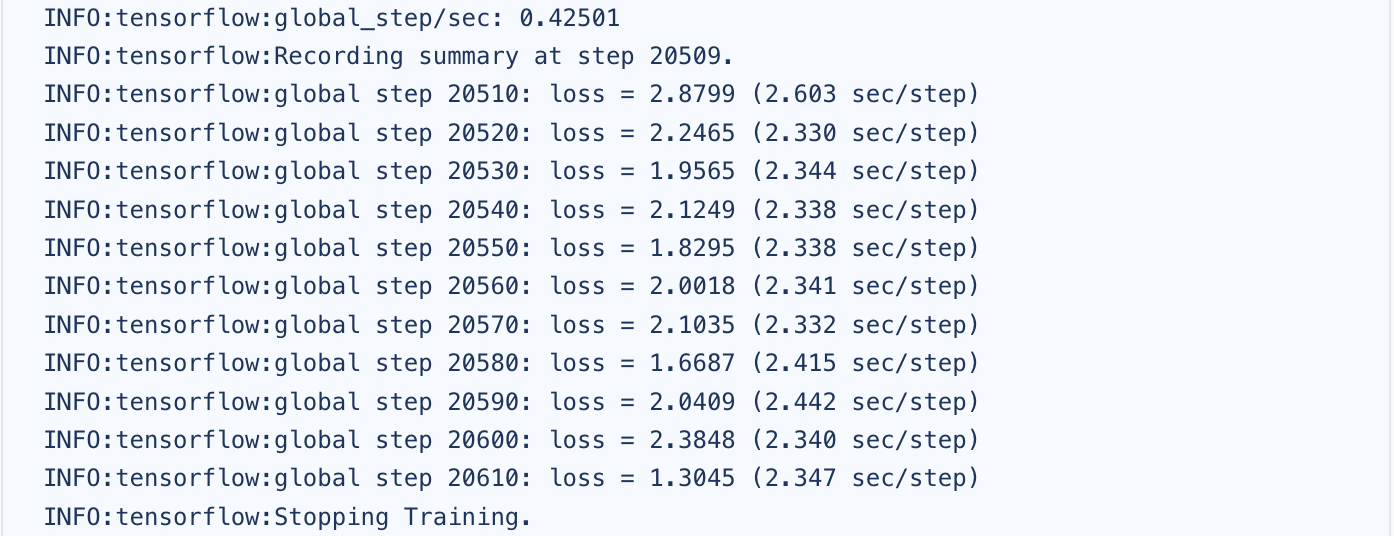 INFO:tensorflow:global_step/sec: 0.42501
INFO:tensorflow:Recording summary at step 20509.
INFO:tensorflow:global step 20510: loss = 2.8799 (2.603 sec/step)
INFO:tensorflow:global step 20520: loss = 2.2465 (2.330 sec/step)
INFO:tensorflow:global step 20530: loss = 1.9565 (2.344 sec/step)
INFO:tensorflow:global step 20540: loss = 2.1249 (2.338 sec/step)
INFO:tensorflow:global step 20550: loss = 1.8295 (2.338 sec/step)
INFO:tensorflow:global step 20560: loss = 2.0018 (2.341 sec/step)
INFO:tensorflow:global step 20570: loss = 2.1035 (2.332 sec/step)
INFO:tensorflow:global step 20580: loss = 1.6687 (2.415 sec/step)
INFO:tensorflow:global step 20590: loss = 2.0409 (2.442 sec/step)
INFO:tensorflow:global step 20600: loss = 2.3848 (2.340 sec/step)
INFO:tensorflow:global step 20610: loss = 1.3045 (2.347 sec/step)
INFO:tensorflow:Stopping Training.